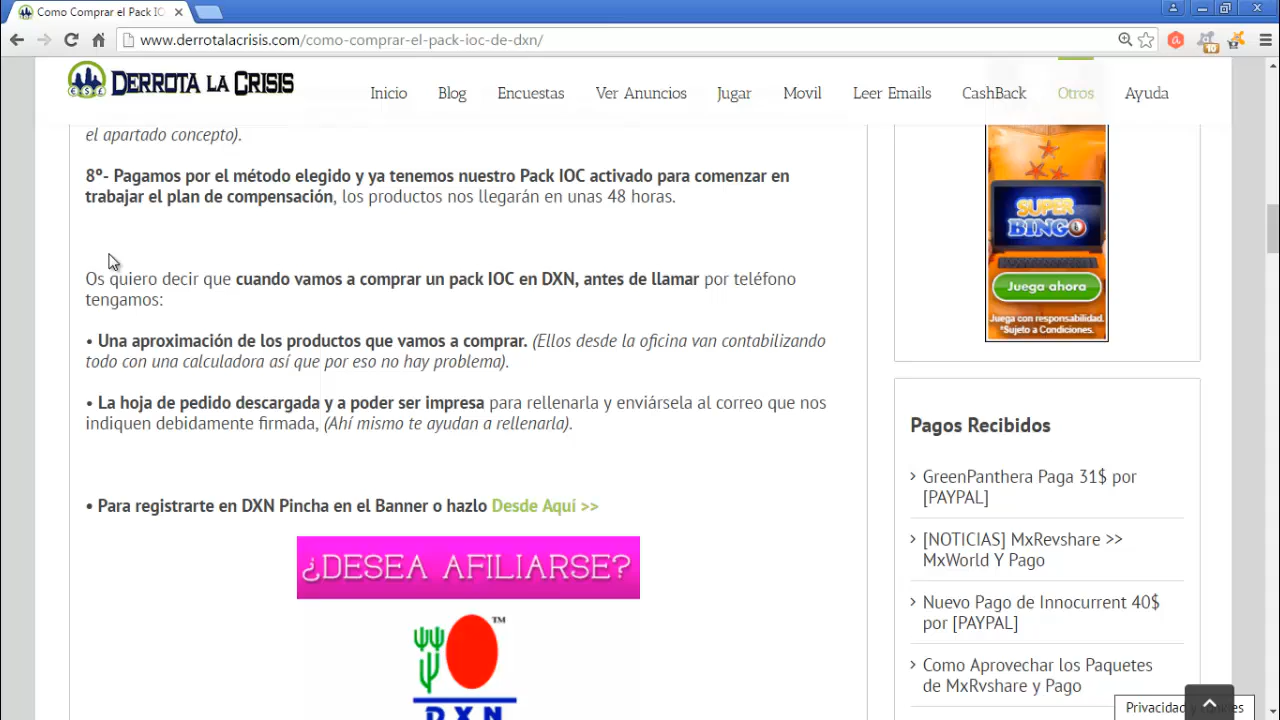 Como Comprar el Pack IO
www.derrotalacrisis.com/como-comprar-el-pack-ioc-de-dxn/
10
DERROTA LA CRISIS
Inicio
Blog
Encuestas
Ver Anuncios
Jugar
Movil
Leer Emails
CashBack
Otros
Ayuda
el apartado concepto).
8º- Pagamos por el método elegido y ya tenemos nuestro Pack IOC activado para comenzar en
trabajar el plan de compensación, los productos nos llegarán en unas 48 horas.
Os quiero decir que cuando vamos a comprar un pack IOC en DXN, antes de llamar por teléfono
tengamos:
• Una aproximación de los productos que vamos a comprar. (Ellos desde la oficina van contabilizando
todo con una calculadora así que por eso no hay problema).
• La hoja de pedido descargada y a poder ser impresa para rellenarla y enviársela al correo que nos
indiquen debidamente firmada, (Ahí mismo te ayudan a rellenarla).
• Para registrarte en DXN Pincha en el Banner o hazlo Desde Aquí >>
¿DESEA AFILIARSE?
TM
DXN
SUPER
BINGO
Juega ahora
Juega con responsabilidad.
*Sujeto a Condiciones.
Pagos Recibidos
GreenPanthera Paga 31$ por
[PAYPAL]
[NOTICIAS] MxRevshare >>
MxWorld Y Pago
Nuevo Pago de Innocurrent 40$
por [PAYPAL]
Como Aprovechar los Paquetes
de MxRvshare y Pago